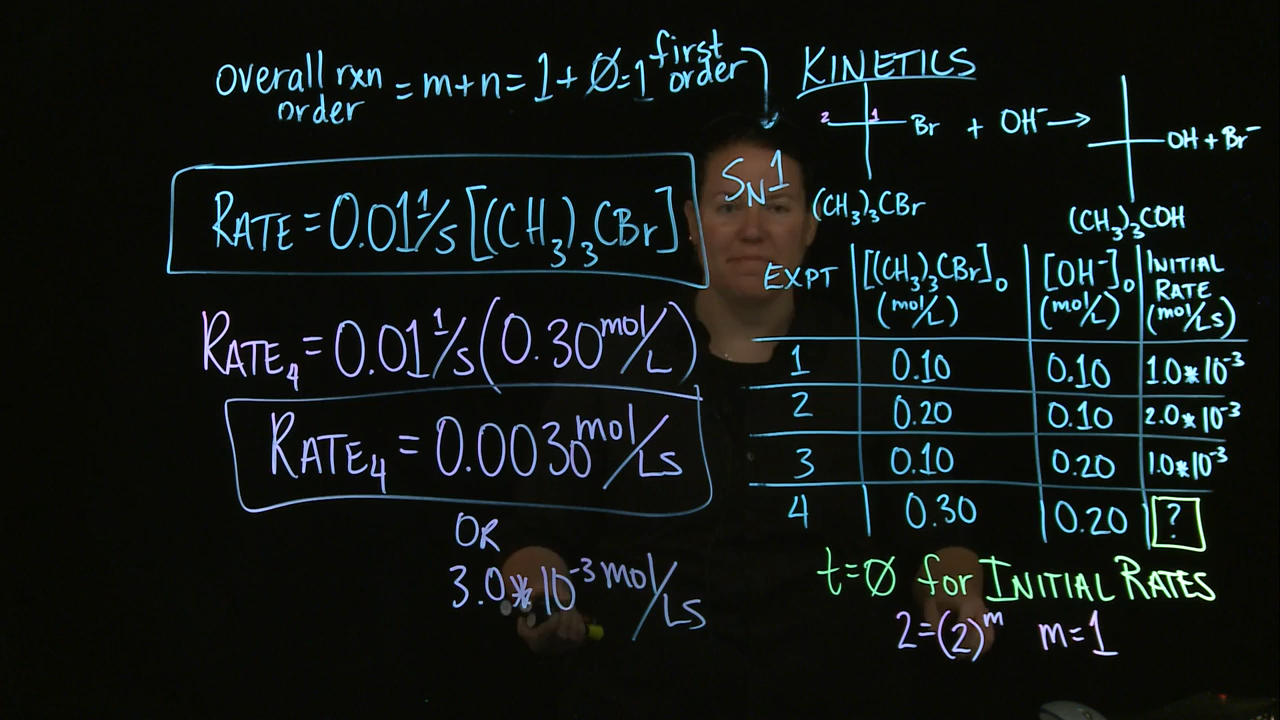 overall rxn order = m+n = 1 + Ø = 1 first order
RATE = 0.01 1/s [(CH3)3CBr]
RATE4 = 0.01 1/s (0.30 mol/L)
RATE4 = 0.0030 mol/Ls
OR
3.0*10^-3 mol/Ls
SN1
KINETICS
2 1 Br + OH⁻ → OH + Br⁻
(CH3)3CBr (CH3)3COH
EXPT [(CH3)3CBr]0 (mol/L) [OH⁻]0 (mol/L) INITIAL RATE (mol/Ls)
1 0.10 0.10 1.0*10^-3
2 0.20 0.10 2.0*10^-3
3 0.10 0.20 1.0*10^-3
4 0.30 0.20 ?
t=Ø for INITIAL RATES
2=(2)^m m=1